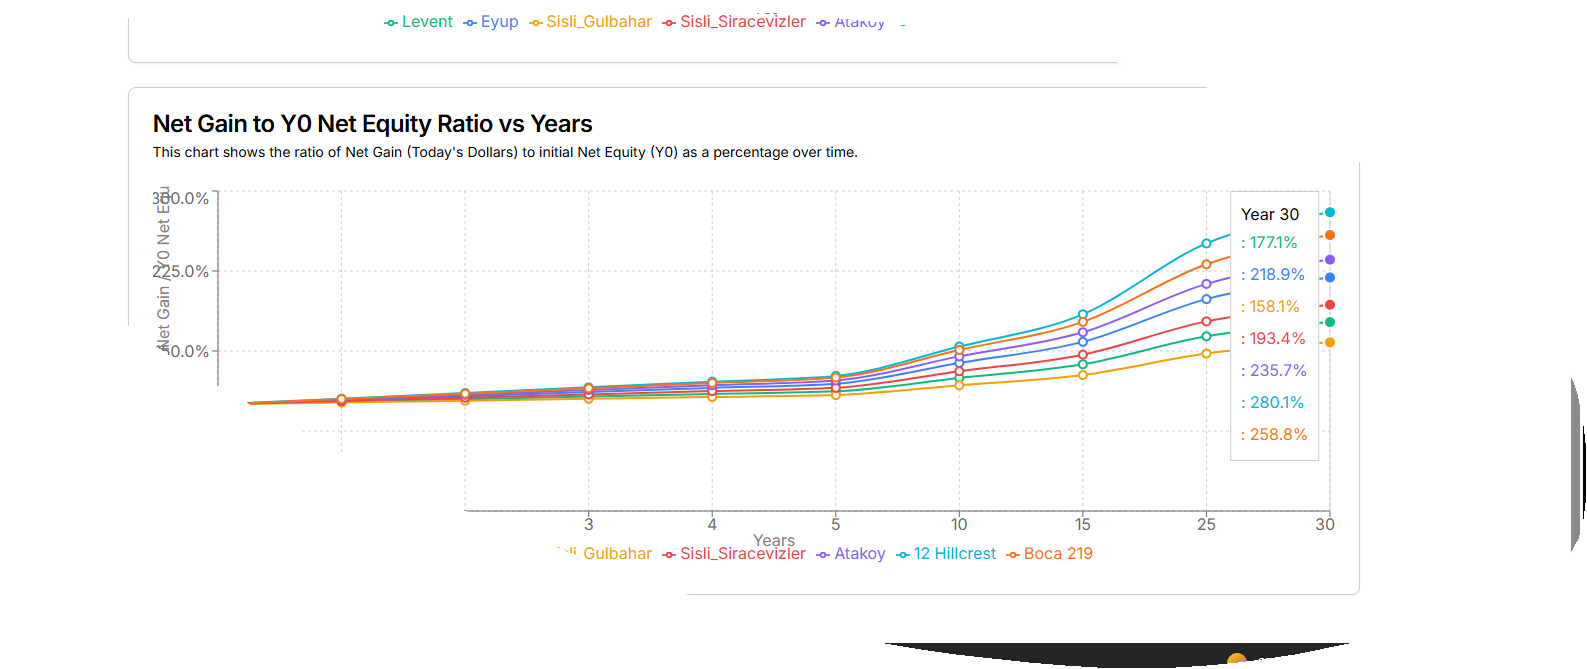 Levent Eyup Sisli_Gulbahar Sisli_Siracevizler Atakoy
Net Gain to Y0 Net Equity Ratio vs Years
This chart shows the ratio of Net Gain (Today's Dollars) to initial Net Equity (Y0) as a percentage over time.
300.0%
225.0%
Net Gain / Y0 Net Equ
Year 30
: 177.1%
: 218.9%
: 158.1%
: 193.4%
: 235.7%
: 280.1%
: 258.8%
3 4 5 10 15 25 30
Years
Gulbahar Sisli_Siracevizler Atakoy 12 Hillcrest Boca 219